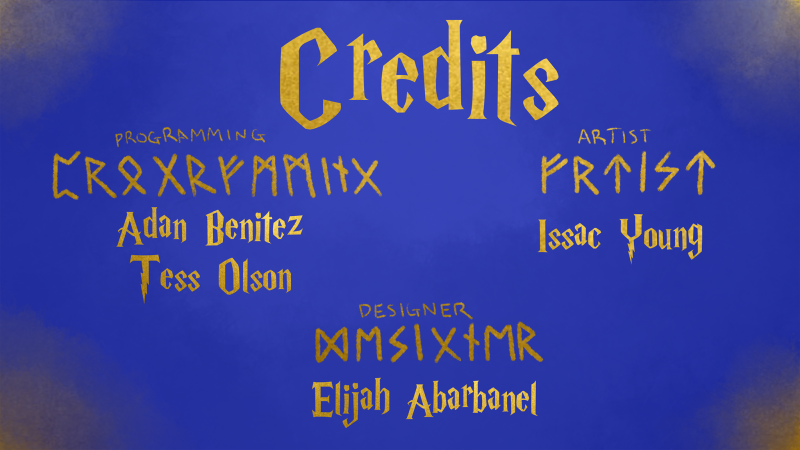 Credits
PROGRAMMING
ᛈᚱᛟᚷᚱᚨᛗᛗᛁᚾᚷ
Adan Benitez
Tess Olson
ARTIST
ᚨᚱᛏᛁᛊᛏ
Issac Young
DESIGNER
ᛞᛖᛊᛁᚷᚾᛖᚱ
Elijah Abarbanel